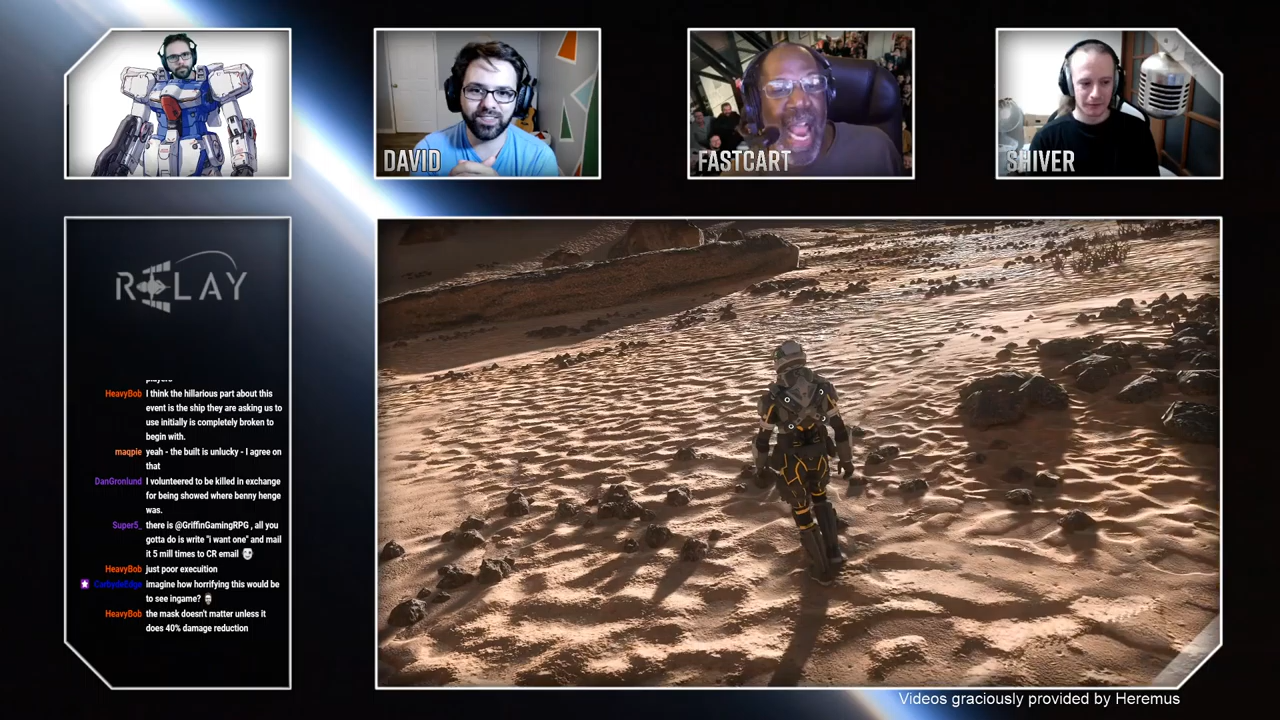 DAVID
FASTCART
SHIVER
RELAY
players
HeavyBob I think the hillarious part about this
event is the ship they are asking us to
use initially is completely broken to
begin with.
maqpie yeah - the built is unlucky - I agree on
that
DanGronlund I volunteered to be killed in exchange
for being showed where benny henge
was.
Super5_ there is @GriffinGamingRPG , all you
gotta do is write "i want one" and mail
it 5 mill times to CR email
HeavyBob just poor execuition
imagine how horrifying this would be
to see ingame?
HeavyBob the mask doesn't matter unless it
does 40% damage reduction
Videos graciously provided by Heremus